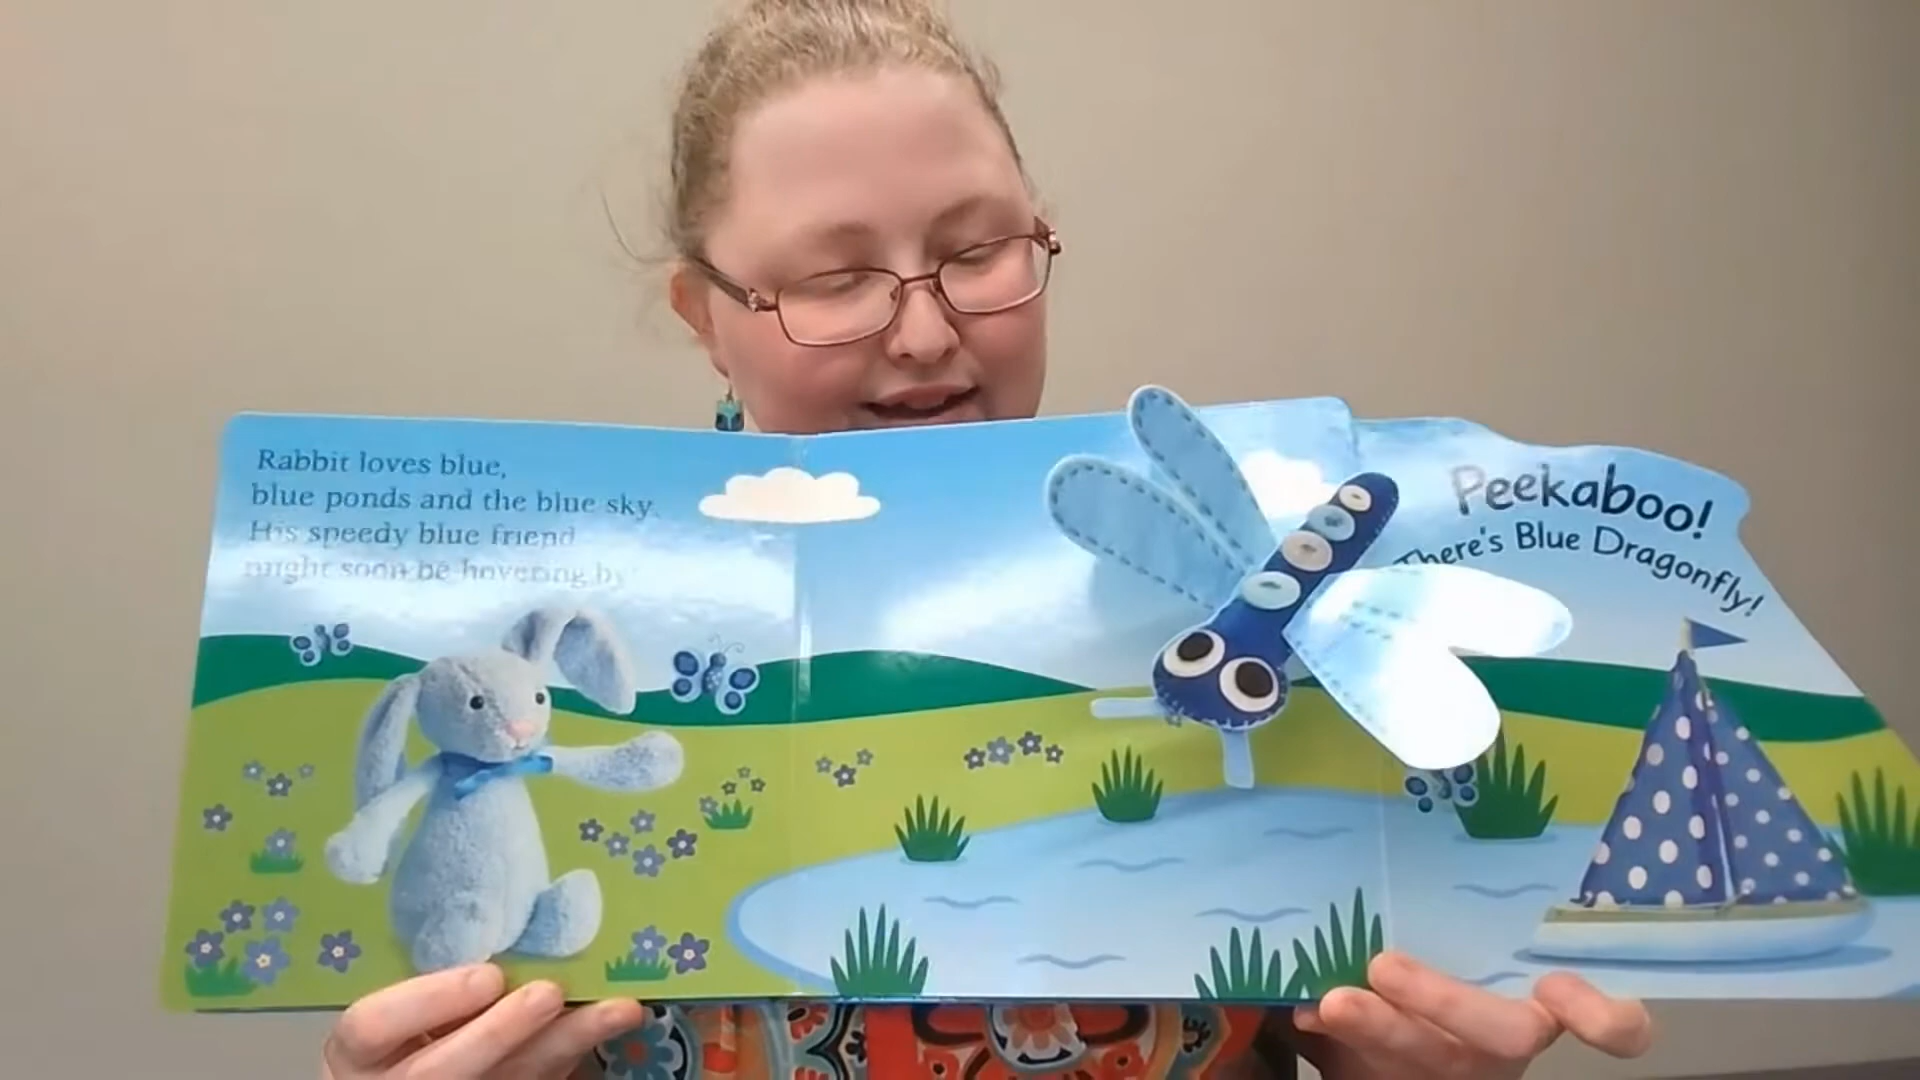 Rabbit loves blue,
blue ponds and the blue sky.
His speedy blue friend
might soon be hovering by
Peekaboo!
There's Blue Dragonfly!